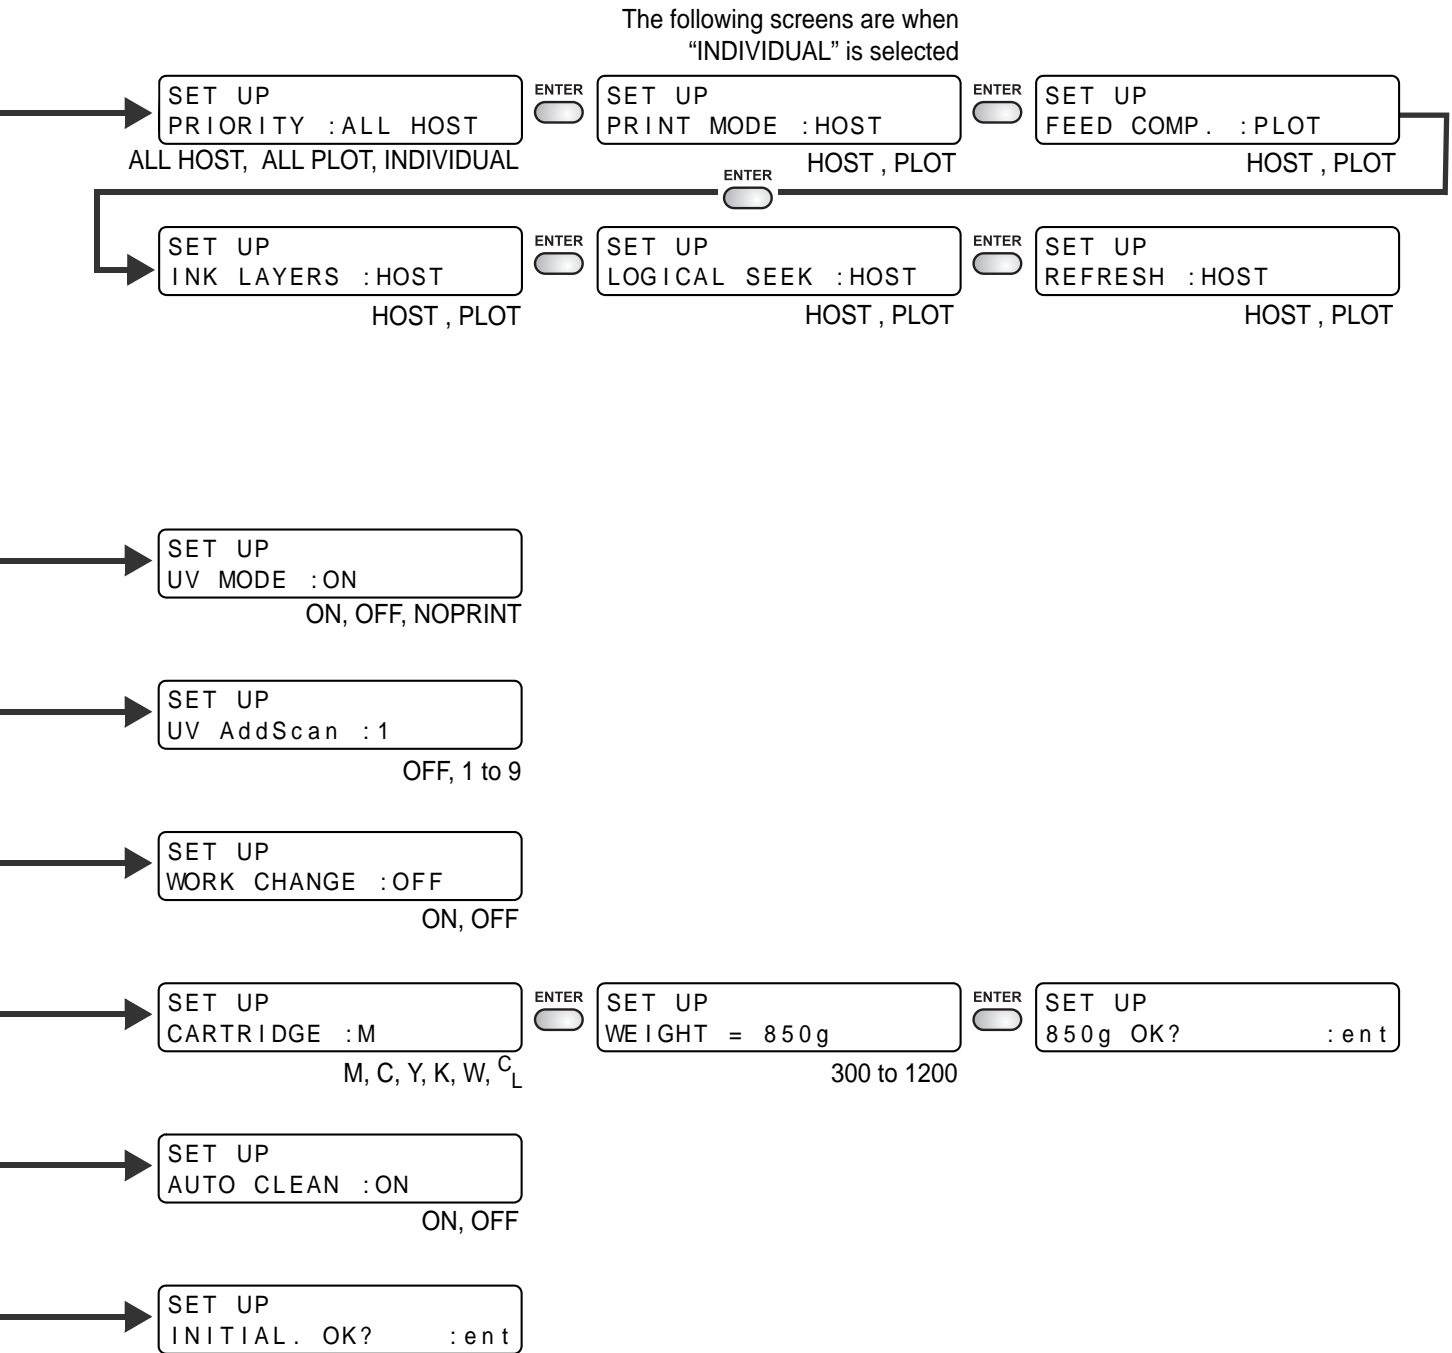 The following screens are when
“INDIVIDUAL” is selected
SET UP
PRIORITY :ALL HOST
ALL HOST, ALL PLOT, INDIVIDUAL
ENTER
SET UP
PRINT MODE :HOST
HOST , PLOT
ENTER
SET UP
FEED COMP. :PLOT
HOST , PLOT
ENTER
SET UP
INK LAYERS :HOST
HOST , PLOT
ENTER
SET UP
LOGICAL SEEK :HOST
HOST , PLOT
ENTER
SET UP
REFRESH :HOST
HOST , PLOT
SET UP
UV MODE :ON
ON, OFF, NOPRINT
SET UP
UV AddScan :1
OFF, 1 to 9
SET UP
WORK CHANGE :OFF
ON, OFF
SET UP
CARTRIDGE :M
M, C, Y, K, W, CL
ENTER
SET UP
WEIGHT = 850g
300 to 1200
ENTER
SET UP
850g OK? :ent
SET UP
AUTO CLEAN :ON
ON, OFF
SET UP
INITIAL. OK? :ent